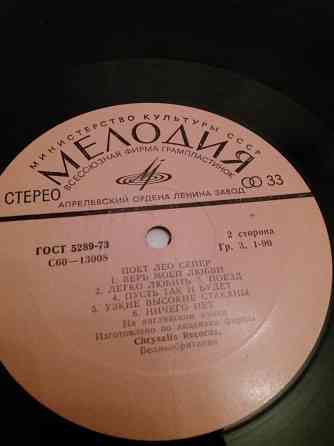 МИНИСТЕРСТВО КУЛЬТУРЫ СССР
МЕЛОДИЯ
ВСЕСОЮЗНАЯ ФИРМА ГРАМПЛАСТИНОК
СТЕРЕО
33
АПРЕЛЕВСКИЙ ОРДЕНА ЛЕНИНА ЗАВОД
ГОСТ 5289-73
С60—13008
2 сторона
Гр. 3. 1-90
ПОЕТ ЛЕО СЕЙЕР
1. ВЕРЬ МОЕЙ ЛЮБВИ
2. ЛЕГКО ЛЮБИТЬ 3. ПОЕЗД
4. ПУСТЬ ТАК И БУДЕТ
5. УЗКИЕ ВЫСОКИЕ СТАКАНЫ
6. НИЧЕГО НЕТ
На английском языке
Изготовлено по лицензии фирмы
Chrysalis Records,
Великобритания